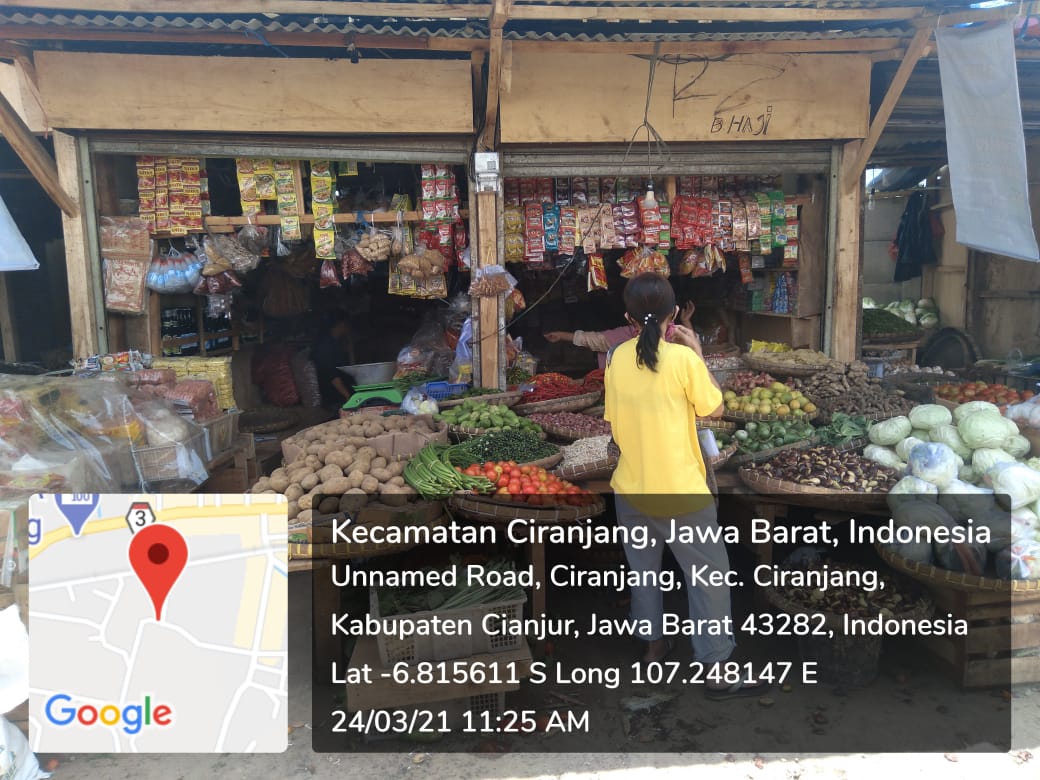 B HAJi
3
100
g
Google
Kecamatan Ciranjang, Jawa Barat, Indonesia
Unnamed Road, Ciranjang, Kec. Ciranjang,
Kabupaten Cianjur, Jawa Barat 43282, Indonesia
Lat -6.815611 S Long 107.248147 E
24/03/21 11:25 AM